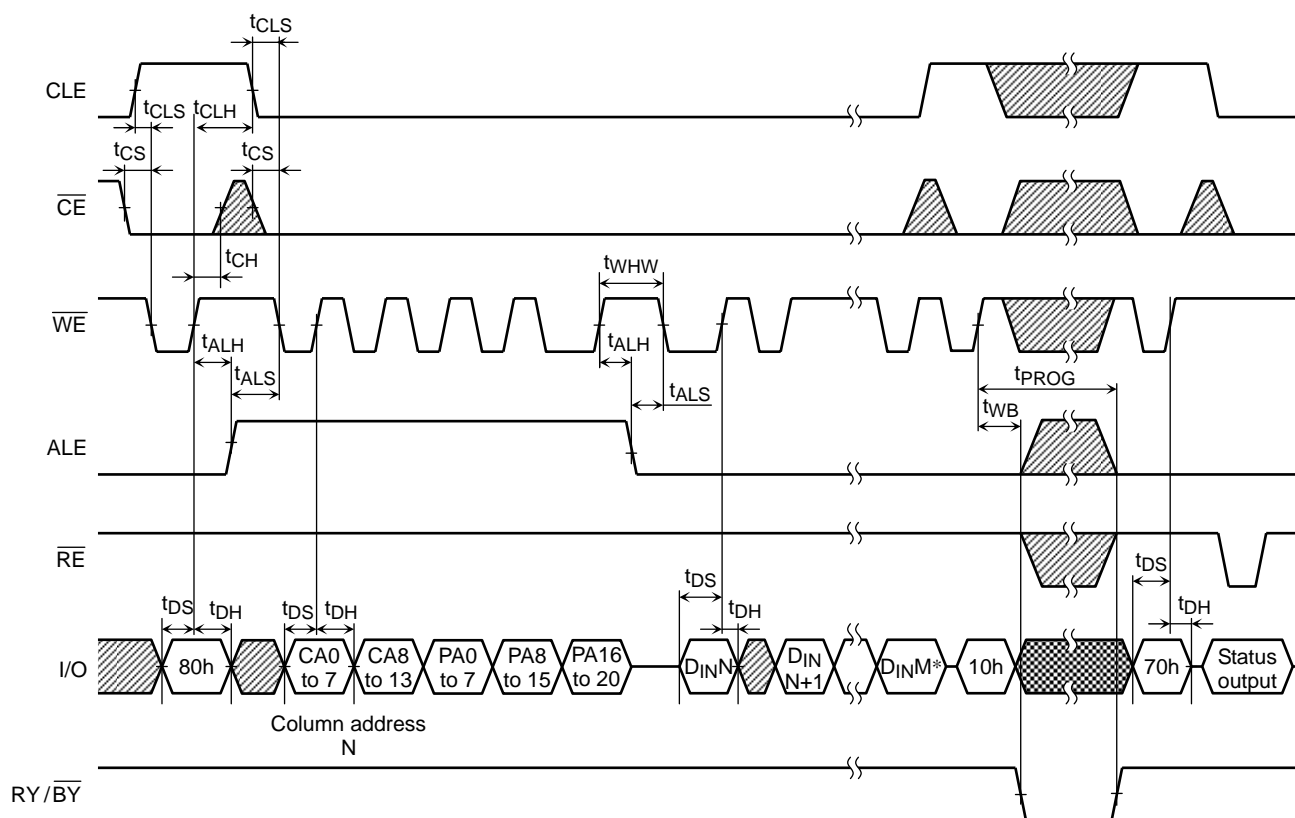 tCLS
CLE
tCLS tCLH
tCS tCS
CE
tCH
tWHW
WE
tALH tALH
tALS tALS
tPROG
tWB
ALE
RE
tDS tDH tDS tDH tDS tDH tDS tDH
I/O
80h
CA0 to 7
CA8 to 13
PA0 to 7
PA8 to 15
PA16 to 20
DINN
DIN N+1
DINM*
10h
70h
Status output
Column address
N
RY/BY